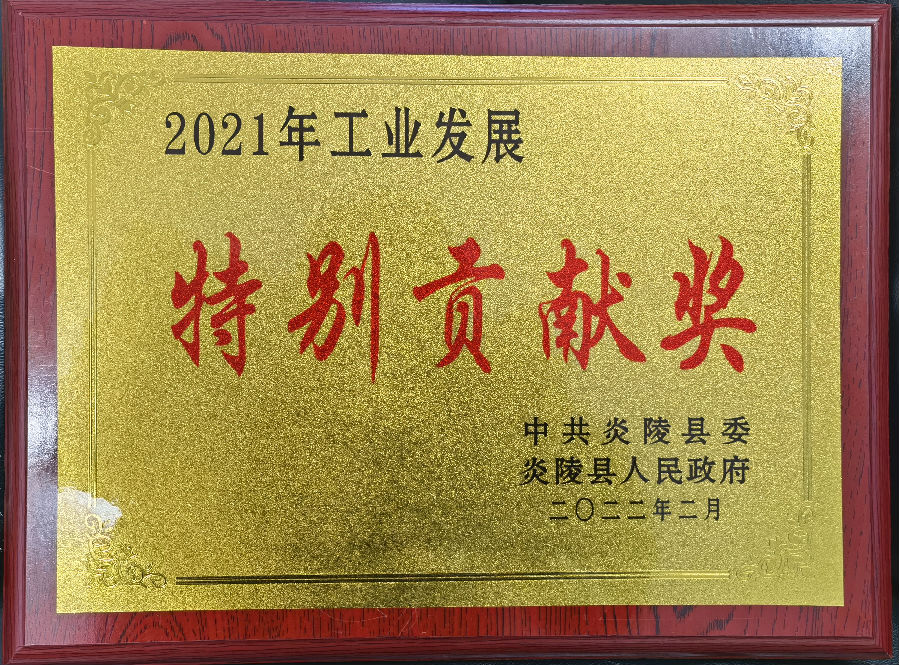 2021年工业发展
特别贡献奖
中共炎陵县委
炎陵县人民政府
二〇二二年二月